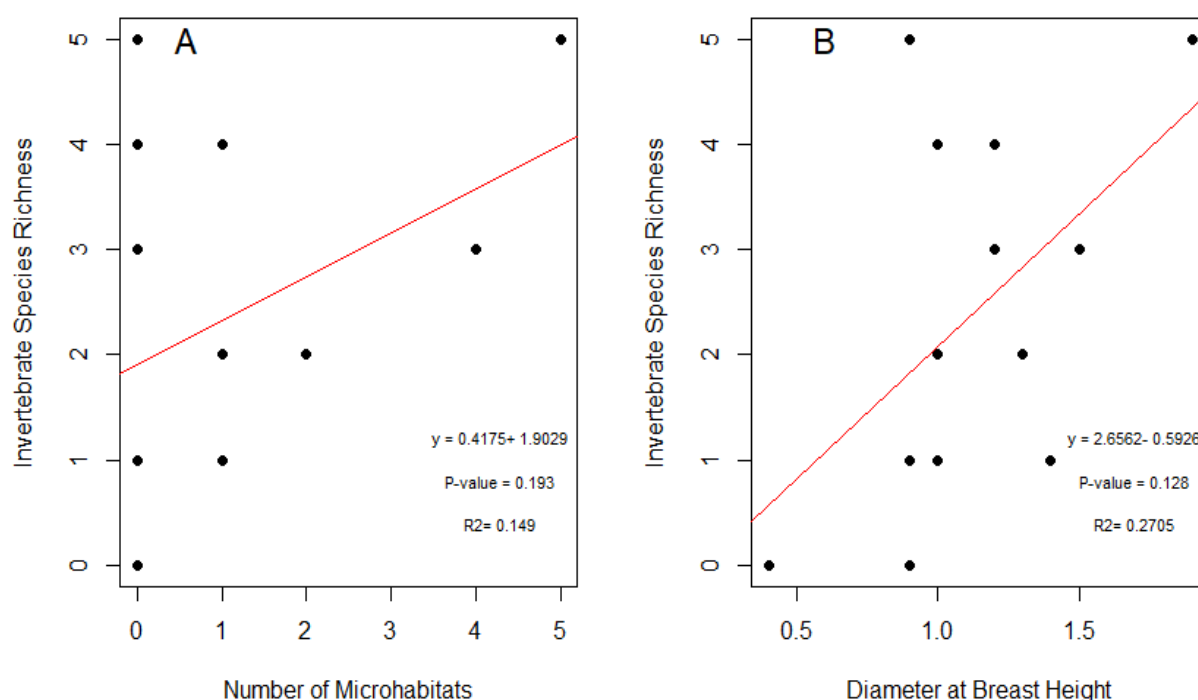 A
Invertebrate Species Richness
5
4
3
2
1
0
y = 0.4175+ 1.9029
P-value = 0.193
R2= 0.149
0 1 2 3 4 5
Number of Microhabitats
B
Invertebrate Species Richness
5
4
3
2
1
0
y = 2.6562- 0.5926
P-value = 0.128
R2= 0.2705
0.5 1.0 1.5
Diameter at Breast Height